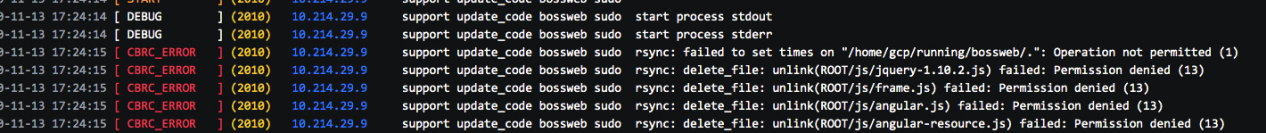 0-11-13 17:24:14 [ DEBUG ] (2010) 10.214.29.9 support update_code bossweb sudo start process stdout
0-11-13 17:24:14 [ DEBUG ] (2010) 10.214.29.9 support update_code bossweb sudo start process stderr
0-11-13 17:24:15 [ CBRC_ERROR ] (2010) 10.214.29.9 support update_code bossweb sudo rsync: failed to set times on "/home/gcp/running/bossweb/.": Operation not permitted (1)
0-11-13 17:24:15 [ CBRC_ERROR ] (2010) 10.214.29.9 support update_code bossweb sudo rsync: delete_file: unlink(ROOT/js/jquery-1.10.2.js) failed: Permission denied (13)
0-11-13 17:24:15 [ CBRC_ERROR ] (2010) 10.214.29.9 support update_code bossweb sudo rsync: delete_file: unlink(ROOT/js/frame.js) failed: Permission denied (13)
0-11-13 17:24:15 [ CBRC_ERROR ] (2010) 10.214.29.9 support update_code bossweb sudo rsync: delete_file: unlink(ROOT/js/angular.js) failed: Permission denied (13)
0-11-13 17:24:15 [ CBRC_ERROR ] (2010) 10.214.29.9 support update_code bossweb sudo rsync: delete_file: unlink(ROOT/js/angular-resource.js) failed: Permission denied (13)